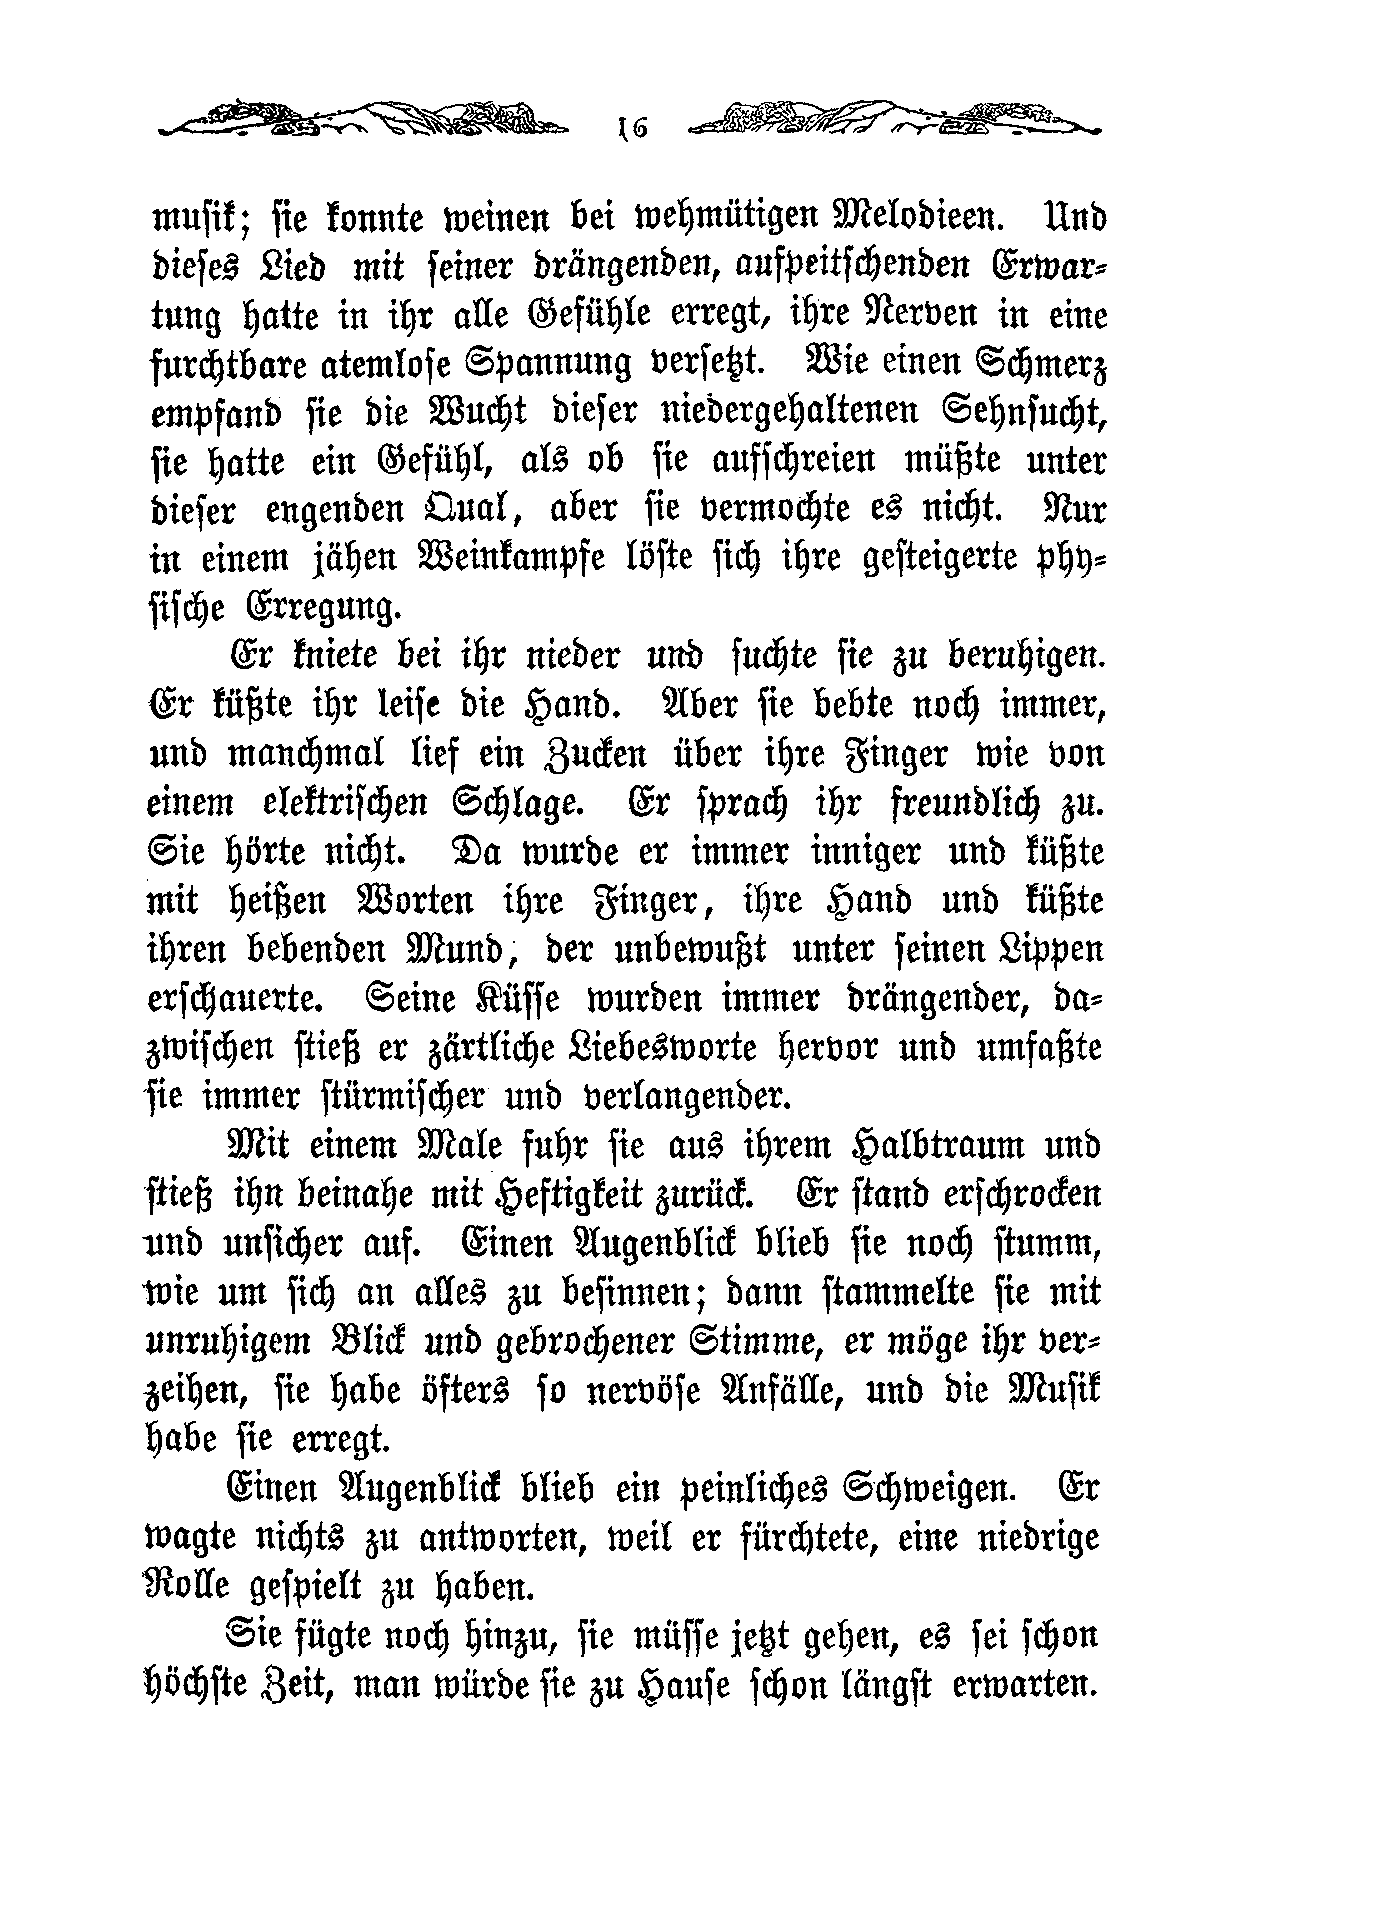 16
musik; sie konnte weinen bei wehmütigen Melodieen. Und
dieses Lied mit seiner drängenden, aufpeitschenden Erwar-
tung hatte in ihr alle Gefühle erregt, ihre Nerven in eine
furchtbare atemlose Spannung versetzt. Wie einen Schmerz
empfand sie die Wucht dieser niedergehaltenen Sehnsucht,
sie hatte ein Gefühl, als ob sie aufschreien müßte unter
dieser engenden Qual, aber sie vermochte es nicht. Nur
in einem jähen Weinkampfe löste sich ihre gesteigerte phy-
sische Erregung.
Er kniete bei ihr nieder und suchte sie zu beruhigen.
Er küßte ihr leise die Hand. Aber sie bebte noch immer,
und manchmal lief ein Zucken über ihre Finger wie von
einem elektrischen Schlage. Er sprach ihr freundlich zu.
Sie hörte nicht. Da wurde er immer inniger und küßte
mit heißen Worten ihre Finger, ihre Hand und küßte
ihren bebenden Mund, der unbewußt unter seinen Lippen
erschauerte. Seine Küsse wurden immer drängender, da-
zwischen stieß er zärtliche Liebesworte hervor und umfaßte
sie immer stürmischer und verlangender.
Mit einem Male fuhr sie aus ihrem Halbtraum und
stieß ihn beinahe mit Heftigkeit zurück. Er stand erschrocken
und unsicher auf. Einen Augenblick blieb sie noch stumm,
wie um sich an alles zu besinnen; dann stammelte sie mit
unruhigem Blick und gebrochener Stimme, er möge ihr ver-
zeihen, sie habe öfters so nervöse Anfälle, und die Musik
habe sie erregt.
Einen Augenblick blieb ein peinliches Schweigen. Er
wagte nichts zu antworten, weil er fürchtete, eine niedrige
Rolle gespielt zu haben.
Sie fügte noch hinzu, sie müsse jetzt gehen, es sei schon
höchste Zeit, man würde sie zu Hause schon längst erwarten.